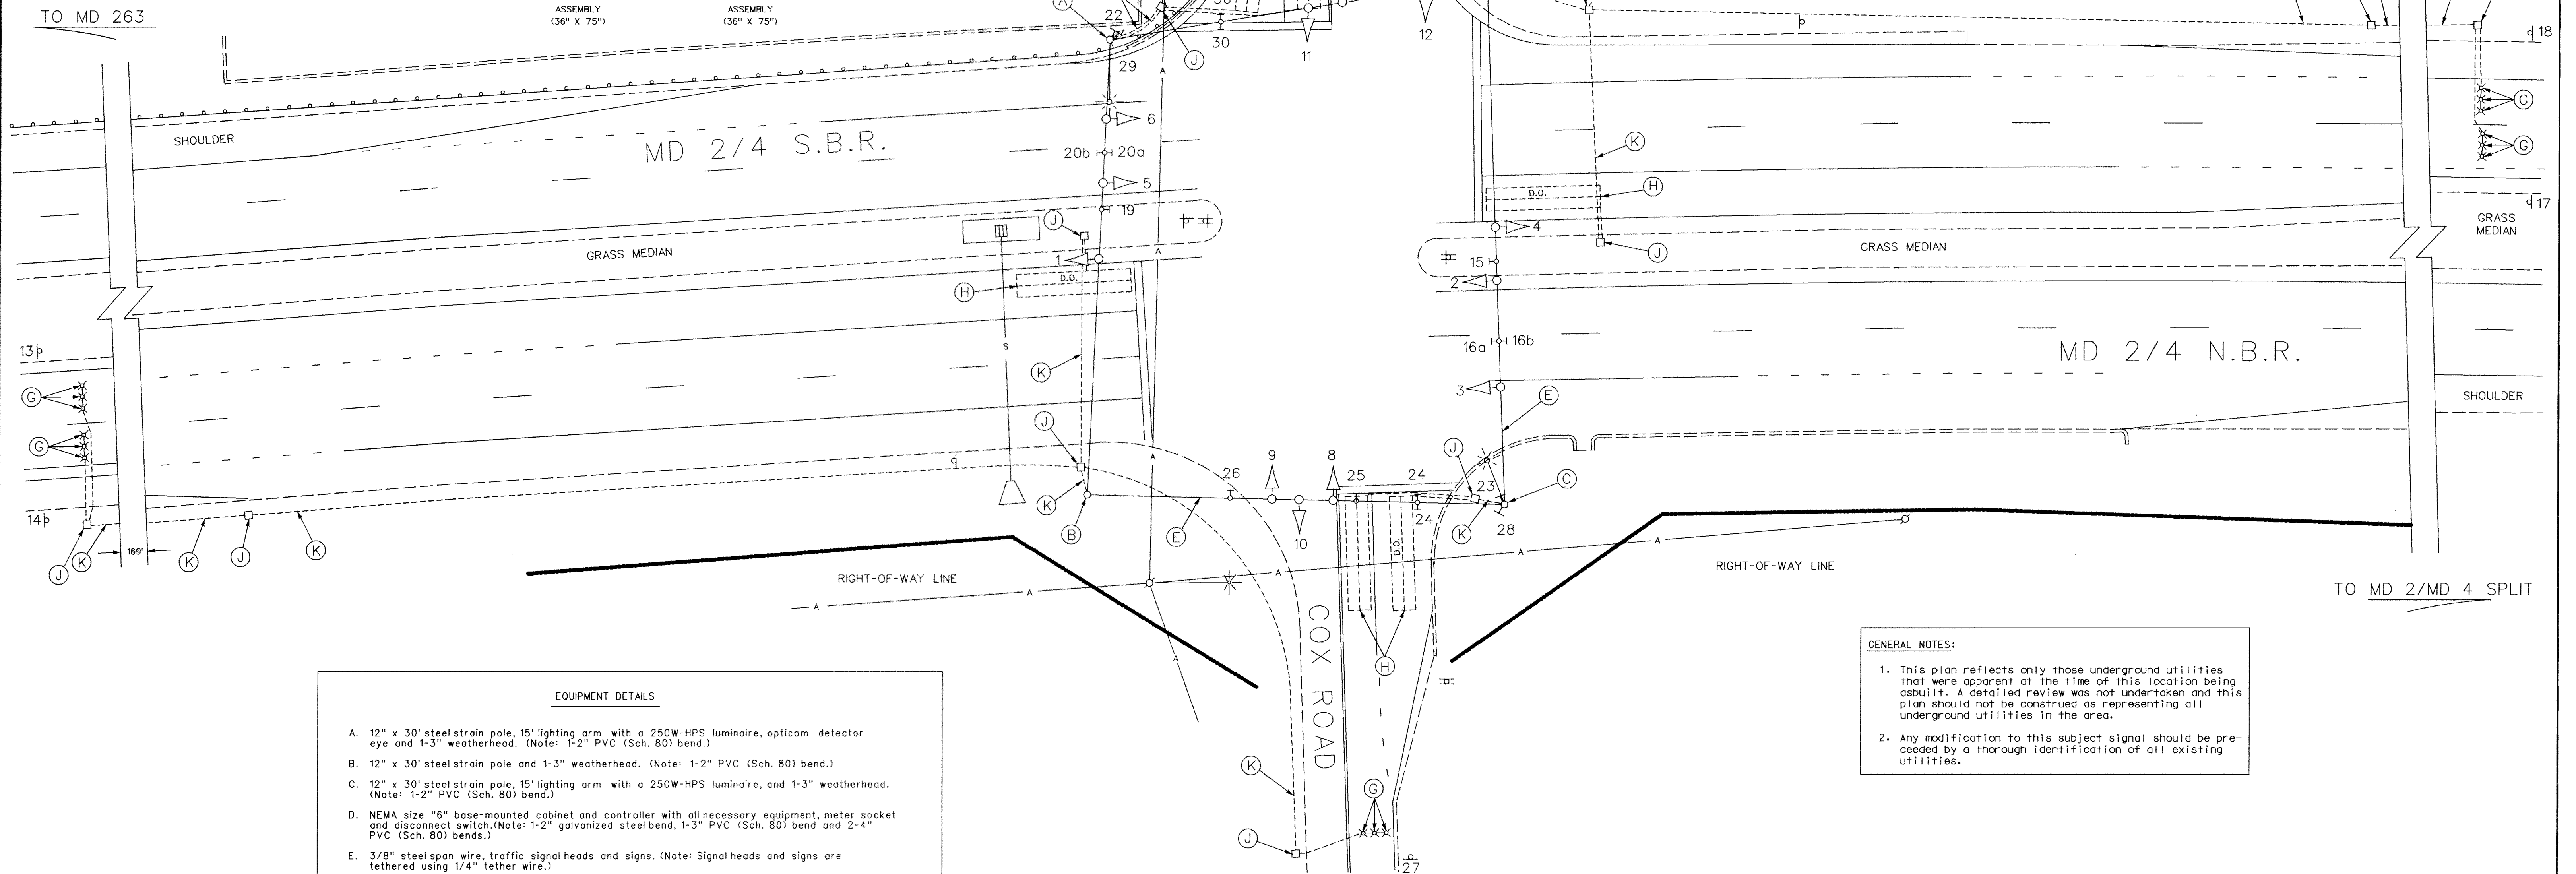 TO MD 263
ASSEMBLY
(36" X 75")
ASSEMBLY
(36" X 75")
A
22
30
J
29
11
12
18
SHOULDER
MD 2/4 S.B.R.
6
20b
20a
5
19
J
GRASS MEDIAN
1
D.O.
H
A
A
K
G
G
D.O.
H
4
J
15
2
GRASS MEDIAN
17
GRASS
MEDIAN
13
G
G
S
K
16a
16b
3
E
MD 2/4 N.B.R.
SHOULDER
14
J
K
169'
K
J
K
J
K
B
A
E
26
9
10
8
25
24
24
D.O.
J
23
K
28
C
RIGHT-OF-WAY LINE
A
A
A
A
A
A
RIGHT-OF-WAY LINE
TO MD 2/MD 4 SPLIT
COX ROAD
H
K
G
J
27
EQUIPMENT DETAILS
A. 12" x 30' steel strain pole, 15' lighting arm with a 250W-HPS luminaire, opticom detector
eye and 1-3" weatherhead. (Note: 1-2" PVC (Sch. 80) bend.)
B. 12" x 30' steel strain pole and 1-3" weatherhead. (Note: 1-2" PVC (Sch. 80) bend.)
C. 12" x 30' steel strain pole, 15' lighting arm with a 250W-HPS luminaire, and 1-3" weatherhead.
(Note: 1-2" PVC (Sch. 80) bend.)
D. NEMA size "6" base-mounted cabinet and controller with all necessary equipment, meter socket
and disconnect switch.(Note: 1-2" galvanized steel bend, 1-3" PVC (Sch. 80) bend and 2-4"
PVC (Sch. 80) bends.)
E. 3/8" steel span wire, traffic signal heads and signs. (Note: Signal heads and signs are
tethered using 1/4" tether wire.)
GENERAL NOTES:
1. This plan reflects only those underground utilities
that were apparent at the time of this location being
asbuilt. A detailed review was not undertaken and this
plan should not be construed as representing all
underground utilities in the area.
2. Any modification to this subject signal should be pre-
ceeded by a thorough identification of all existing
utilities.